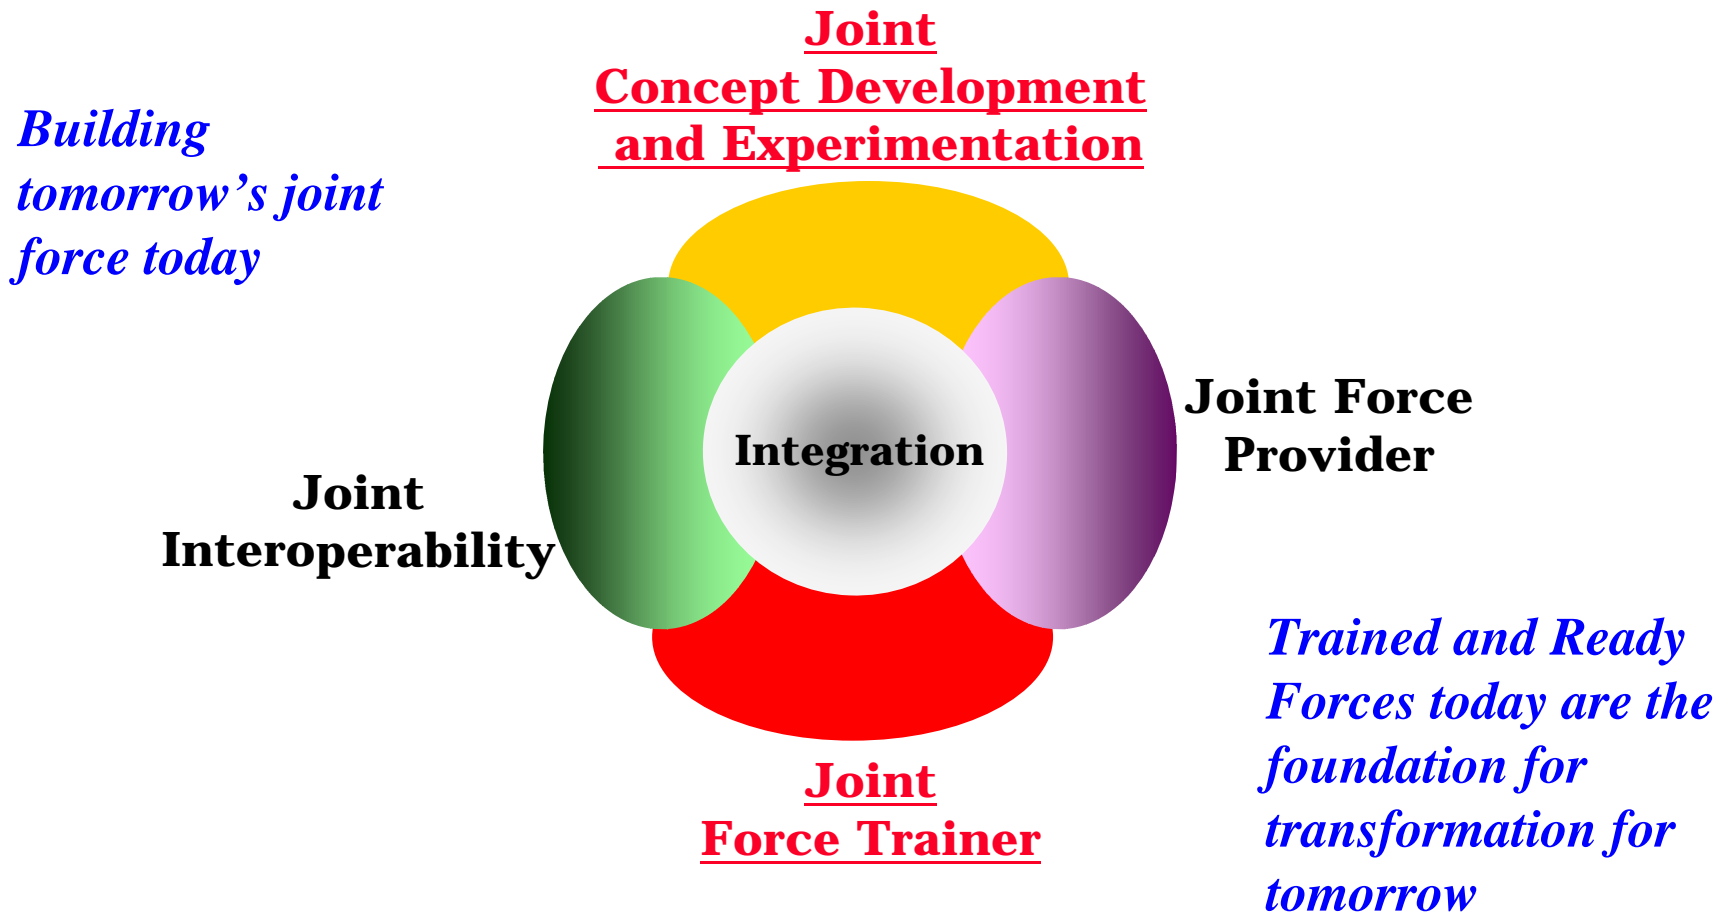 Joint
Concept Development
and Experimentation
Building
tomorrow’s joint
force today
Joint Force
Provider
Integration
Joint
Interoperability
Trained and Ready
Forces today are the
foundation for
transformation for
tomorrow
Joint
Force Trainer